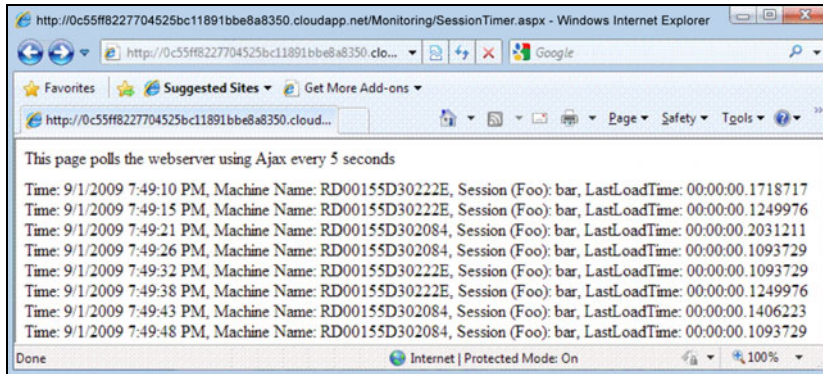 http://0c55ff8227704525bc11891bbe8a8350.cloudapp.net/Monitoring/SessionTimer.aspx - Windows Internet Explorer
http://0c55ff8227704525bc11891bbe8a8350.clo... Google
Favorites Suggested Sites Get More Add-ons
http://0c55ff8227704525bc11891bbe8a8350.cloud... Page Safety Tools
This page polls the webserver using Ajax every 5 seconds
Time: 9/1/2009 7:49:10 PM, Machine Name: RD00155D30222E, Session (Foo): bar, LastLoadTime: 00:00:00.1718717
Time: 9/1/2009 7:49:15 PM, Machine Name: RD00155D30222E, Session (Foo): bar, LastLoadTime: 00:00:00.1249976
Time: 9/1/2009 7:49:21 PM, Machine Name: RD00155D302084, Session (Foo): bar, LastLoadTime: 00:00:00.2031211
Time: 9/1/2009 7:49:26 PM, Machine Name: RD00155D302084, Session (Foo): bar, LastLoadTime: 00:00:00.1093729
Time: 9/1/2009 7:49:32 PM, Machine Name: RD00155D30222E, Session (Foo): bar, LastLoadTime: 00:00:00.1093729
Time: 9/1/2009 7:49:38 PM, Machine Name: RD00155D30222E, Session (Foo): bar, LastLoadTime: 00:00:00.1249976
Time: 9/1/2009 7:49:43 PM, Machine Name: RD00155D302084, Session (Foo): bar, LastLoadTime: 00:00:00.1406223
Time: 9/1/2009 7:49:48 PM, Machine Name: RD00155D302084, Session (Foo): bar, LastLoadTime: 00:00:00.1093729
Done Internet | Protected Mode: On 100%